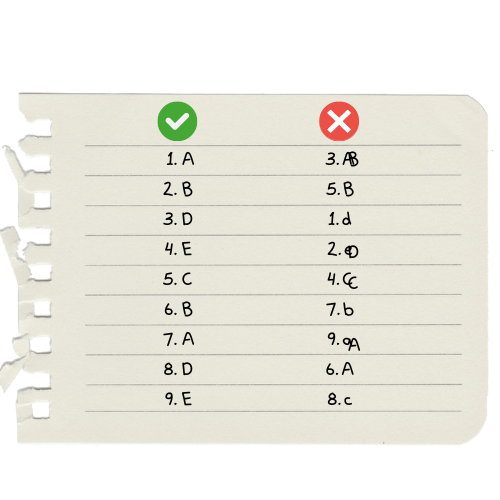 1. A
2. B
3. D
4. E
5. C
6. B
7. A
8. D
9. E
3. AB
5. B
1. d
2. eD
4. CC
7. b
9. aA
6. A
8. c